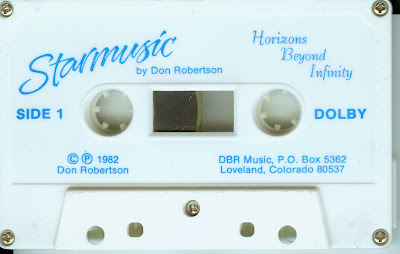 Starmusic
by Don Robertson
Horizons
Beyond
Infinity
SIDE 1
DOLBY
© ℗ 1982
Don Robertson
DBR Music, P.O. Box 5362
Loveland, Colorado 80537